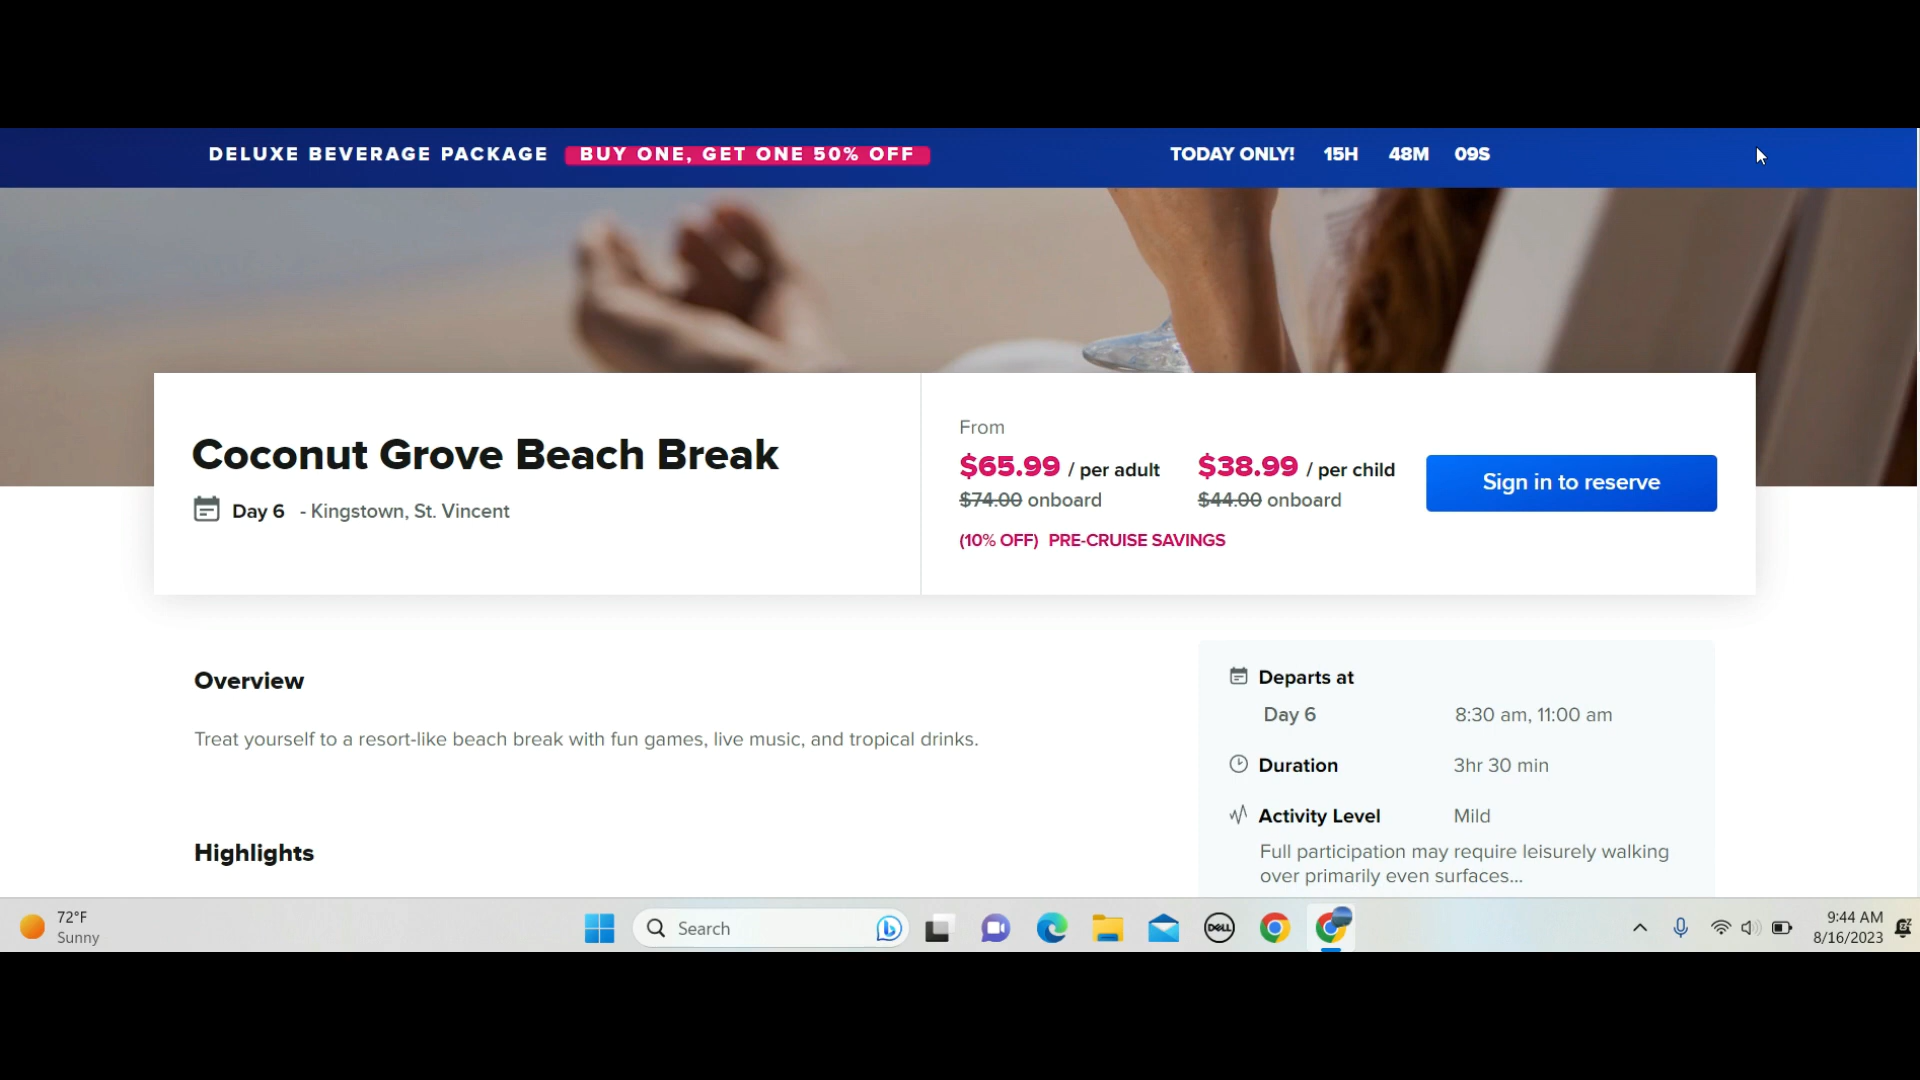 DELUXE BEVERAGE PACKAGE BUY ONE, GET ONE 50% OFF TODAY ONLY! 15H 48M 09S
Coconut Grove Beach Break
Day 6 - Kingstown, St. Vincent
From
$65.99 / per adult $38.99 / per child
$74.00 onboard $44.00 onboard
(10% OFF) PRE-CRUISE SAVINGS
Sign in to reserve
Overview
Treat yourself to a resort-like beach break with fun games, live music, and tropical drinks.
Highlights
Departs at
Day 6 8:30 am, 11:00 am
Duration 3hr 30 min
Activity Level Mild
Full participation may require leisurely walking
over primarily even surfaces...
72°F
Sunny
Search
DELL
9:44 AM
8/16/2023